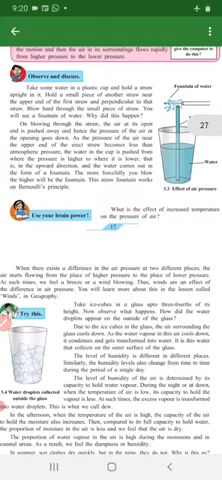 9:20
the motion and then the air in its surroundings flows rapidly
from higher pressure to the lower pressure.
give the computer to
do this?
Observe and discuss.
Take some water in a plastic cup and hold a straw
upright in it. Hold a small piece of another straw near
the upper end of the first straw and perpendicular to that
straw. Blow hard through the small piece of straw. You
will see a fountain of water. Why did this happen?
On blowing through the straw, the air at its open
end is pushed away and hence the pressure of the air at
the opening goes down. As the pressure of the air near
the upper end of the erect straw becomes less than
atmospheric pressure, the water in the cup is pushed from
where the pressure is higher to where it is lower, that
is, in the upward direction, and the water comes out in
the form of a fountain. The more forcefully you blow
the higher will be the fountain. This straw fountain works
on Bernoulli's principle.
Fountain of water
27
Water
3.3 Effect of air pressure
Use your brain power!
What is the effect of increased temperature
on the pressure of air?
17
When there exists a difference in the air pressure at two different places, the
air starts flowing from the place of higher pressure to the place of lower pressure.
At such times, we feel a breeze or a wind blowing. Thus, winds are an effect of
the difference in air pressure. You will learn more about this in the lesson called
'Winds', in Geography.
Try this.
Take ice-cubes in a glass upto three-fourths of its
height. Now observe what happens. How did the water
droplets appear on the outside of the glass?
Due to the ice cubes in the glass, the air surrounding the
glass cools down. As the water vapour in this air cools down,
it condenses and gets transformed into water. It is this water
that collects on the outer surface of the glass.
The level of humidity is different in different places.
Similarly, the humidity levels also change from time to time
during the period of a single day.
The level of humidity of the air is determined by its
capacity to hold water vapour. During the night or at dawn,
when the temperature of air is low, its capacity to hold water
vapour is less. At such times, the excess vapour is transformed
into water droplets. This is what we call dew.
3.4 Water droplets collected
outside the glass
In the afternoon, when the temperature of the air is high, the capacity of the air
to hold the moisture also increases. Then, compared to its full capacity to hold water,
the proportion of moisture in the air is less and we feel that the air is dry.
The proportion of water vapour in air is high during the monsoons and in
coastal areas. As a result, we feel the dampness or humidity.
In summer, wet clothes dry quickly, but in the rains, they do not. Why is this so?